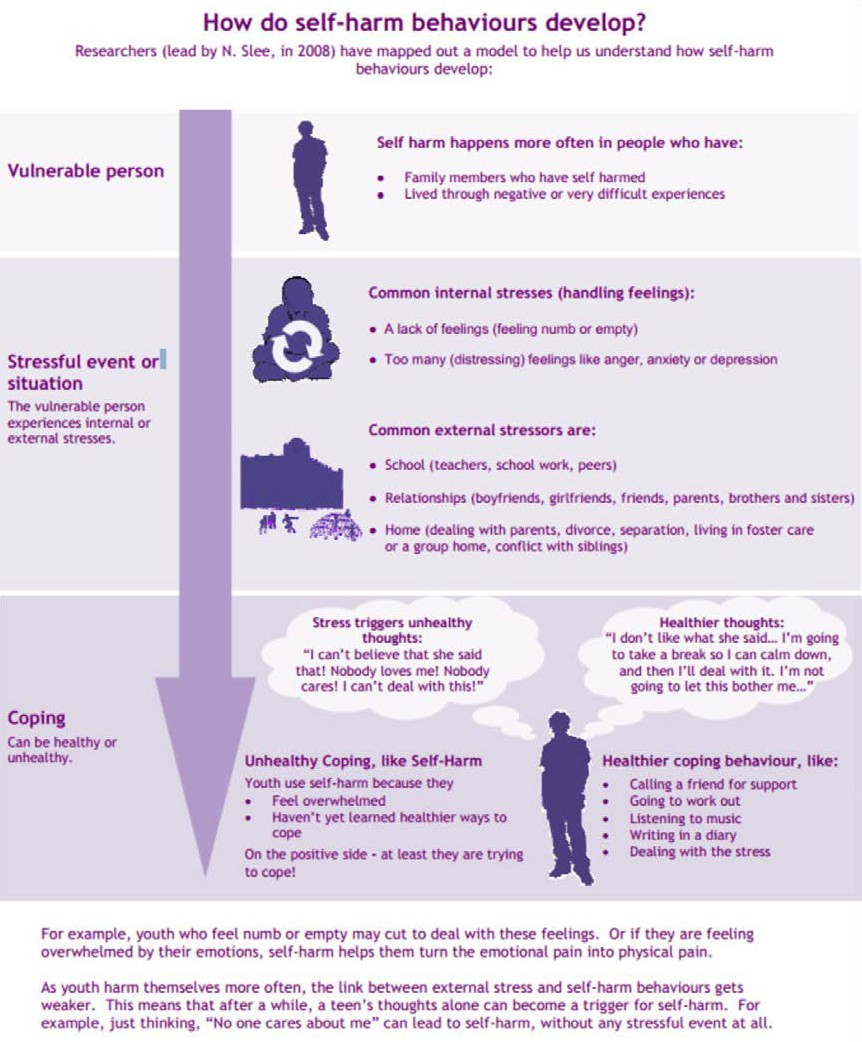 How do self-harm behaviours develop?
Researchers (lead by N. Slee, in 2008) have mapped out a model to help us understand how self-harm
behaviours develop:
Vulnerable person
Self harm happens more often in people who have:
• Family members who have self harmed
• Lived through negative or very difficult experiences
Stressful event or
situation
The vulnerable person
experiences internal or
external stresses.
Common internal stresses (handling feelings):
• A lack of feelings (feeling numb or empty)
• Too many (distressing) feelings like anger, anxiety or depression
Common external stressors are:
• School (teachers, school work, peers)
• Relationships (boyfriends, girlfriends, friends, parents, brothers and sisters)
• Home (dealing with parents, divorce, separation, living in foster care
or a group home, conflict with siblings)
Coping
Can be healthy or
unhealthy.
Stress triggers unhealthy
thoughts:
“I can’t believe that she said
that! Nobody loves me! Nobody
cares! I can’t deal with this!”
Healthier thoughts:
“I don’t like what she said… I’m going
to take a break so I can calm down,
and then I’ll deal with it. I’m not
going to let this bother me…”
Unhealthy Coping, like Self-Harm
Youth use self-harm because they
• Feel overwhelmed
• Haven’t yet learned healthier ways to
cope
On the positive side - at least they are trying
to cope!
Healthier coping behaviour, like:
• Calling a friend for support
• Going to work out
• Listening to music
• Writing in a diary
• Dealing with the stress
For example, youth who feel numb or empty may cut to deal with these feelings. Or if they are feeling
overwhelmed by their emotions, self-harm helps them turn the emotional pain into physical pain.
As youth harm themselves more often, the link between external stress and self-harm behaviours gets
weaker. This means that after a while, a teen’s thoughts alone can become a trigger for self-harm. For
example, just thinking, “No one cares about me” can lead to self-harm, without any stressful event at all.